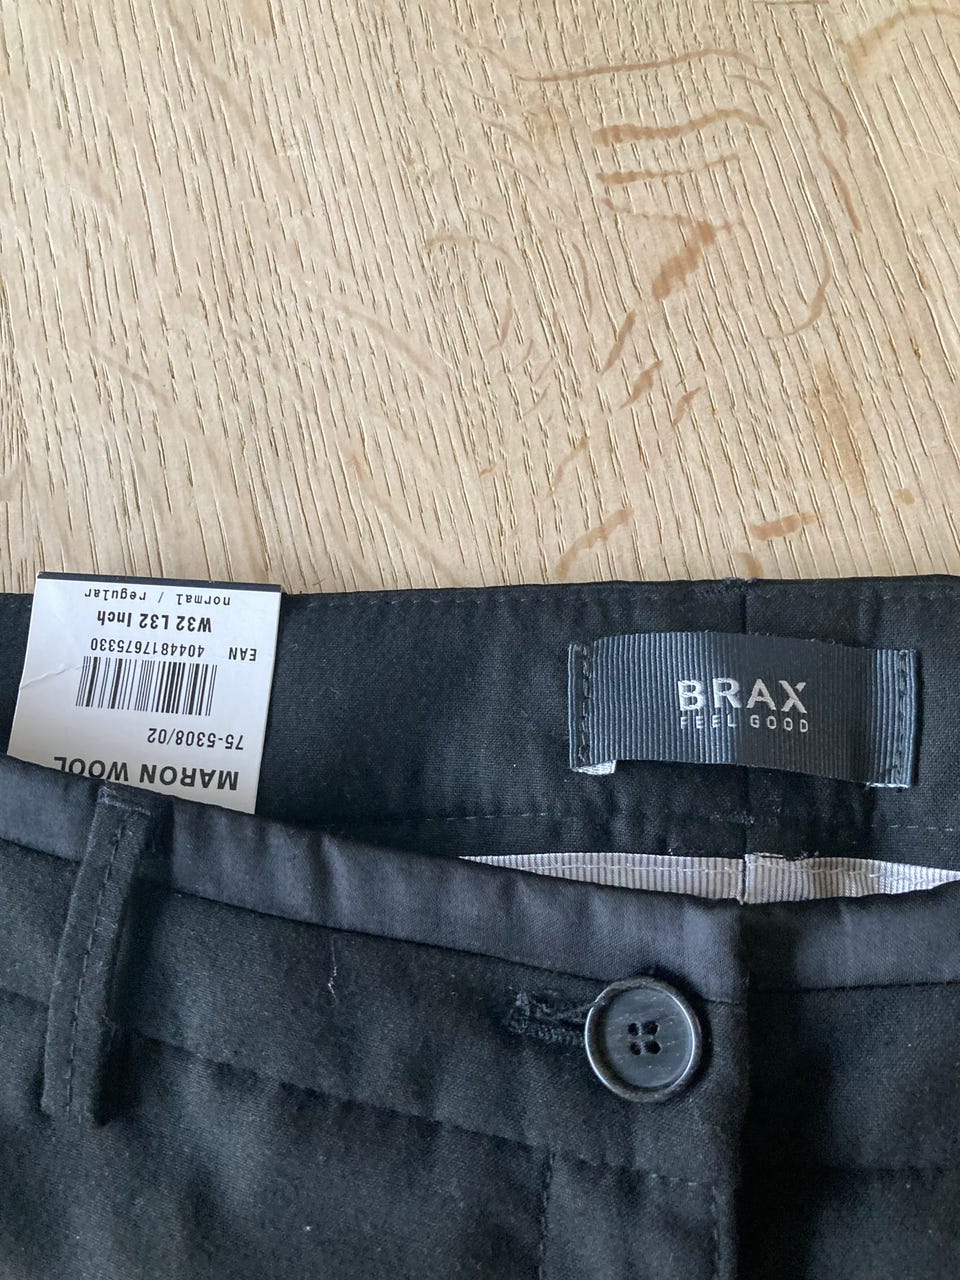 BRAX
FEEL GOOD
MARON WOOL
75-5308/02
EAN 4044817675330
W32 L32 Inch
normal / regular